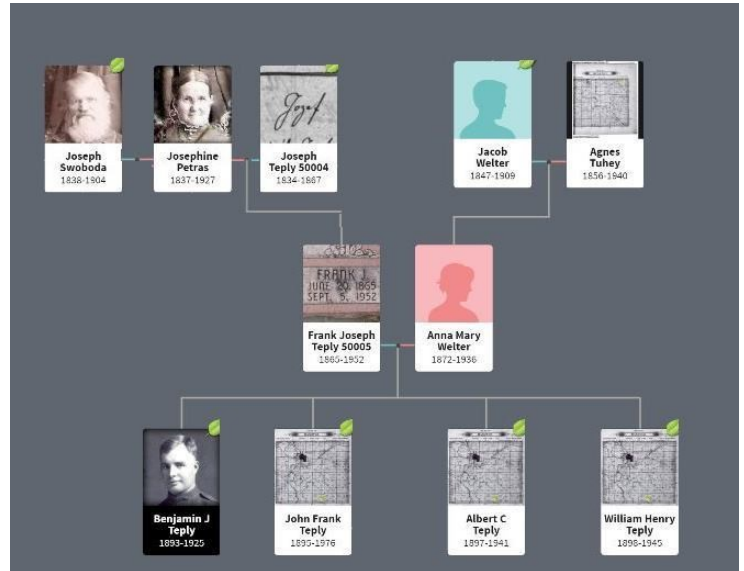 Jozef
Joseph
Swoboda
1838-1904
Josephine
Petras
1837-1927
Joseph
Teply 50004
1834-1867
Jacob
Welter
1847-1909
Agnes
Tuhey
1856-1940
FRANK J.
JUNE 20, 1865
SEPT. 5, 1952
Frank Joseph
Teply 50005
1865-1952
Anna Mary
Welter
1872-1936
Benjamin J
Teply
1893-1925
John Frank
Teply
1895-1976
Albert C
Teply
1897-1941
William Henry
Teply
1898-1945